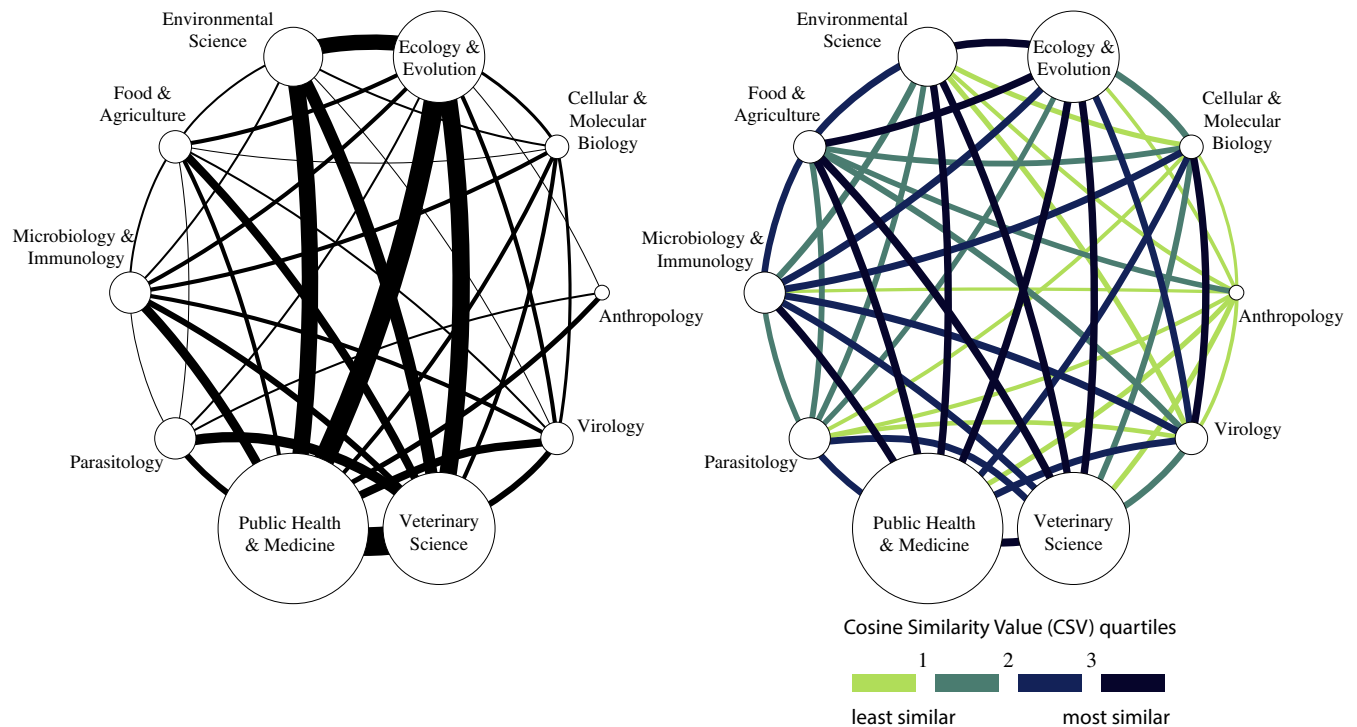 Environmental
Science
Ecology &
Evolution
Food &
Agriculture
Cellular &
Molecular
Biology
Microbiology &
Immunology
Anthropology
Parasitology
Virology
Public Health
& Medicine
Veterinary
Science
Environmental
Science
Ecology &
Evolution
Food &
Agriculture
Cellular &
Molecular
Biology
Microbiology &
Immunology
Anthropology
Parasitology
Virology
Public Health
& Medicine
Veterinary
Science
Cosine Similarity Value (CSV) quartiles
1 2 3
least similar most similar